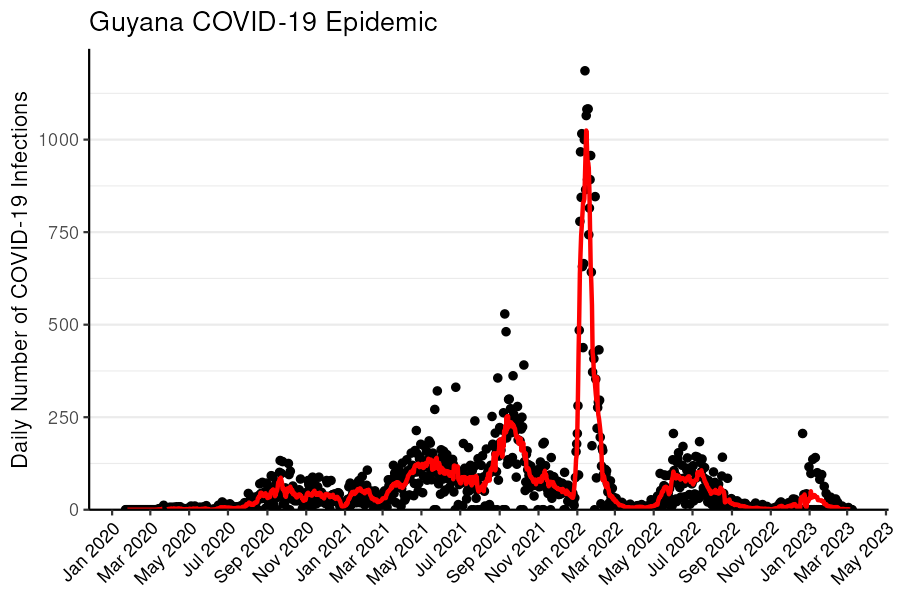 Guyana COVID-19 Epidemic
Daily Number of COVID-19 Infections
1000
750
500
250
0
Jan 2020
Mar 2020
May 2020
Jul 2020
Sep 2020
Nov 2020
Jan 2021
Mar 2021
May 2021
Jul 2021
Sep 2021
Nov 2021
Jan 2022
Mar 2022
May 2022
Jul 2022
Sep 2022
Nov 2022
Jan 2023
Mar 2023
May 2023